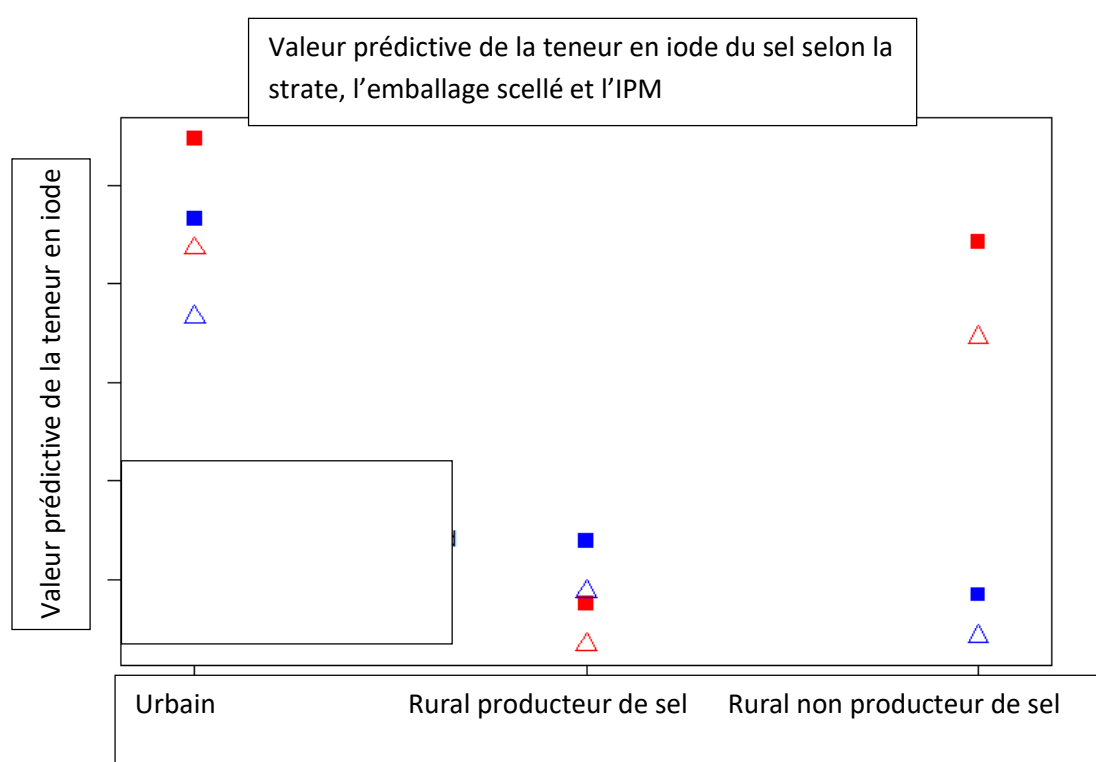 Valeur prédictive de la teneur en iode du sel selon la
strate, l’emballage scellé et l’IPM
Valeur prédictive de la teneur en iode
Urbain
Rural producteur de sel
Rural non producteur de sel